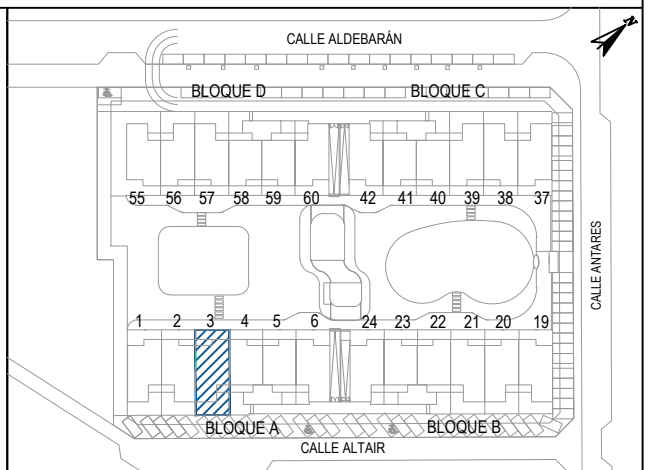 CALLE ALDEBARÁN
N
BLOQUE D
BLOQUE C
55 56 57 58 59 60 42 41 40 39 38 37
CALLE ANTARES
1 2 3 4 5 6 24 23 22 21 20 19
BLOQUE A
BLOQUE B
CALLE ALTAIR